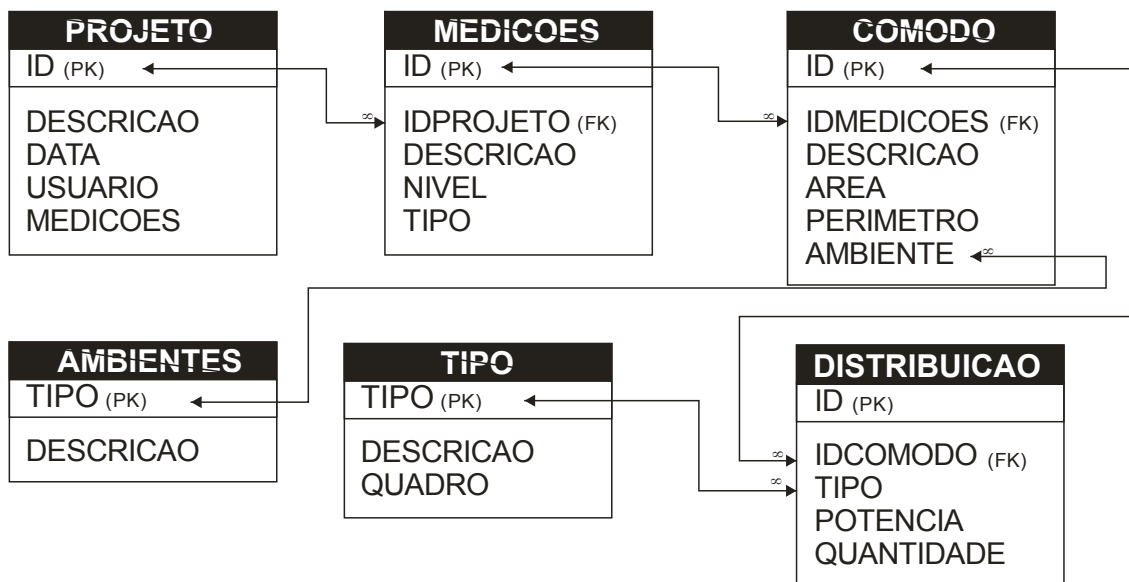 PROJETO
ID (PK)
DESCRICAO
DATA
USUARIO
MEDICOES
MEDICOES
ID (PK)
∞ IDPROJETO (FK)
DESCRICAO
NIVEL
TIPO
COMODO
ID (PK)
∞ IDMEDICOES (FK)
DESCRICAO
AREA
PERIMETRO
AMBIENTE ∞
AMBIENTES
TIPO (PK)
DESCRICAO
TIPO
TIPO (PK)
DESCRICAO
QUADRO
DISTRIBUICAO
ID (PK)
∞ IDCOMODO (FK)
∞ TIPO
POTENCIA
QUANTIDADE